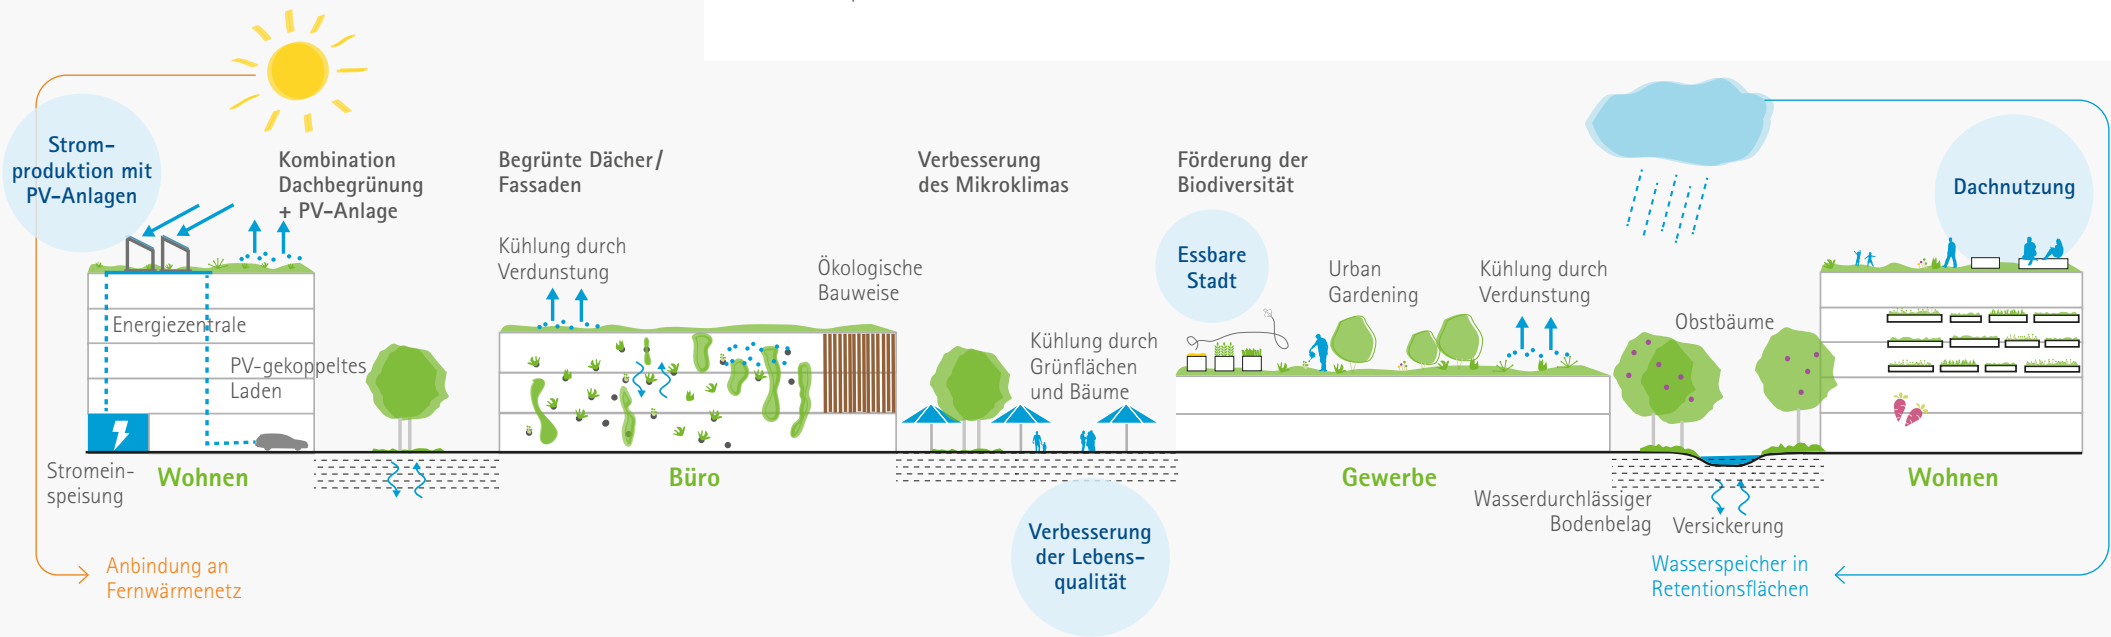 Strom-
produktion mit
PV-Anlagen
Kombination
Dachbegrünung
+ PV-Anlage
Begrünte Dächer/
Fassaden
Verbesserung
des Mikroklimas
Förderung der
Biodiversität
Dachnutzung
Kühlung durch
Verdunstung
Ökologische
Bauweise
Essbare
Stadt
Urban
Gardening
Kühlung durch
Verdunstung
Energiezentrale
PV-gekoppeltes
Laden
Kühlung durch
Grünflächen
und Bäume
Obstbäume
Stromein-
speisung
Wohnen
Büro
Gewerbe
Wohnen
Wasserdurchlässiger
Bodenbelag
Versickerung
Verbesserung
der Lebens-
qualität
Anbindung an
Fernwärmenetz
Wasserspeicher in
Retentionsflächen